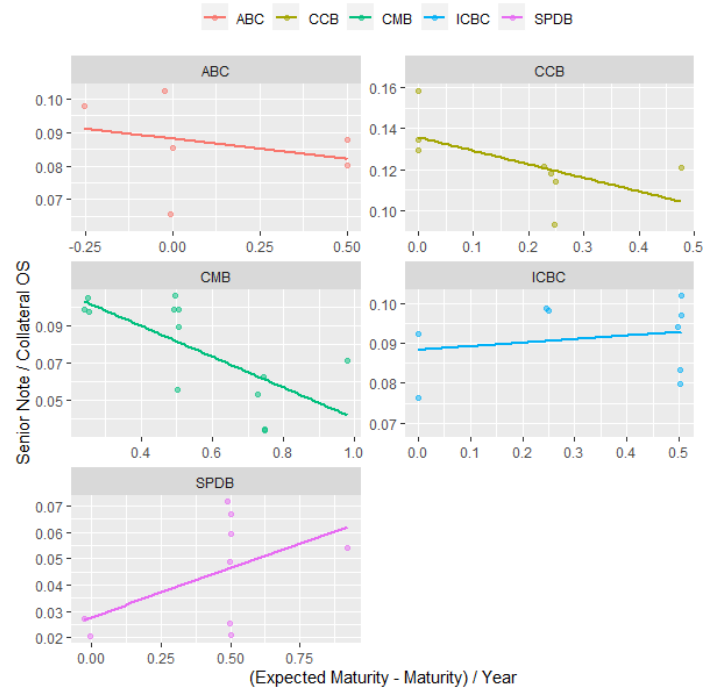 ABC CCB CMB ICBC SPDB
ABC
0.10
0.09
0.08
0.07
-0.25 0.00 0.25 0.50
CCB
0.16
0.14
0.12
0.10
0.0 0.1 0.2 0.3 0.4 0.5
CMB
0.09
0.07
0.05
0.4 0.6 0.8 1.0
ICBC
0.10
0.09
0.08
0.07
0.0 0.1 0.2 0.3 0.4 0.5
SPDB
0.07
0.06
0.05
0.04
0.03
0.02
0.00 0.25 0.50 0.75
Senior Note / Collateral OS
(Expected Maturity - Maturity) / Year